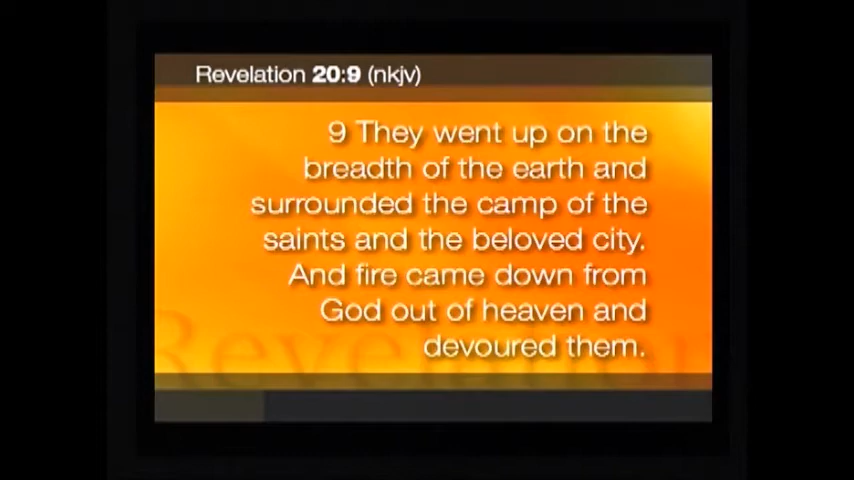 Revelation 20:9 (nkjv)
9 They went up on the
breadth of the earth and
surrounded the camp of the
saints and the beloved city.
And fire came down from
God out of heaven and
devoured them.
Revelation